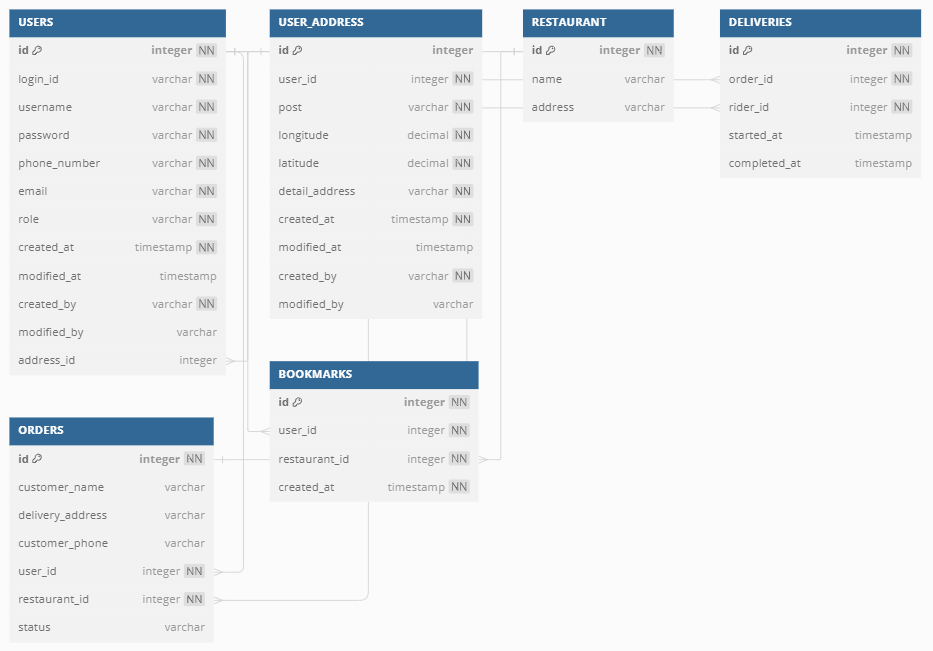 USERS
id integer NN
login_id varchar NN
username varchar NN
password varchar NN
phone_number varchar NN
email varchar NN
role varchar NN
created_at timestamp NN
modified_at timestamp
created_by varchar NN
modified_by varchar
address_id integer
USER_ADDRESS
id integer
user_id integer NN
post varchar NN
longitude decimal NN
latitude decimal NN
detail_address varchar NN
created_at timestamp NN
modified_at timestamp
created_by varchar NN
modified_by varchar
RESTAURANT
id integer NN
name varchar
address varchar
DELIVERIES
id integer NN
order_id integer NN
rider_id integer NN
started_at timestamp
completed_at timestamp
BOOKMARKS
id integer NN
user_id integer NN
restaurant_id integer NN
created_at timestamp NN
ORDERS
id integer NN
customer_name varchar
delivery_address varchar
customer_phone varchar
user_id integer NN
restaurant_id integer NN
status varchar